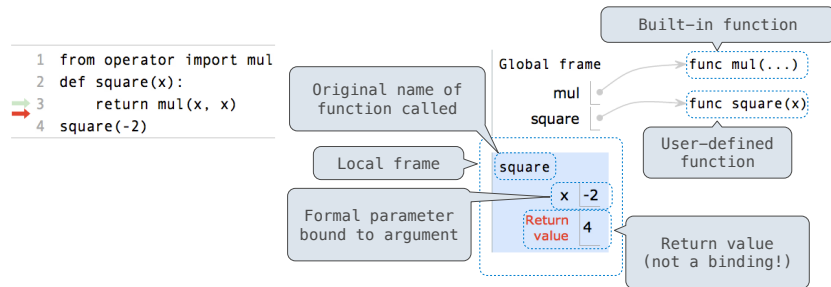 Built-in function
1 from operator import mul
2 def square(x):
3     return mul(x, x)
4 square(-2)
Global frame
mul
square
func mul(...)
func square(x)
Original name of
function called
User-defined
function
Local frame
square
x -2
Return
value
4
Formal parameter
bound to argument
Return value
(not a binding!)